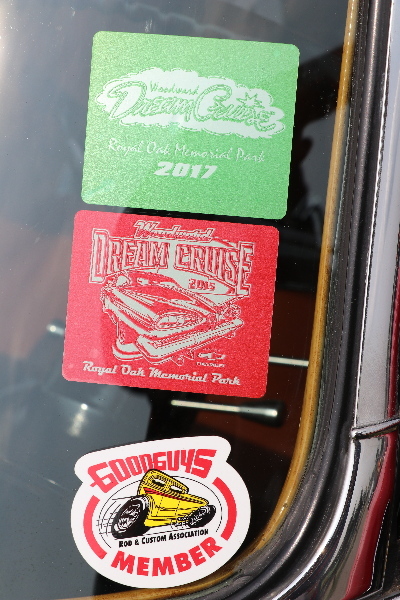 Woodward
Dream Cruise
Royal Oak Memorial Park
2017
Woodward
DREAM CRUISE
2015
CHEVROLET
Royal Oak Memorial Park
GOODGUYS
ROD & CUSTOM ASSOCIATION
MEMBER